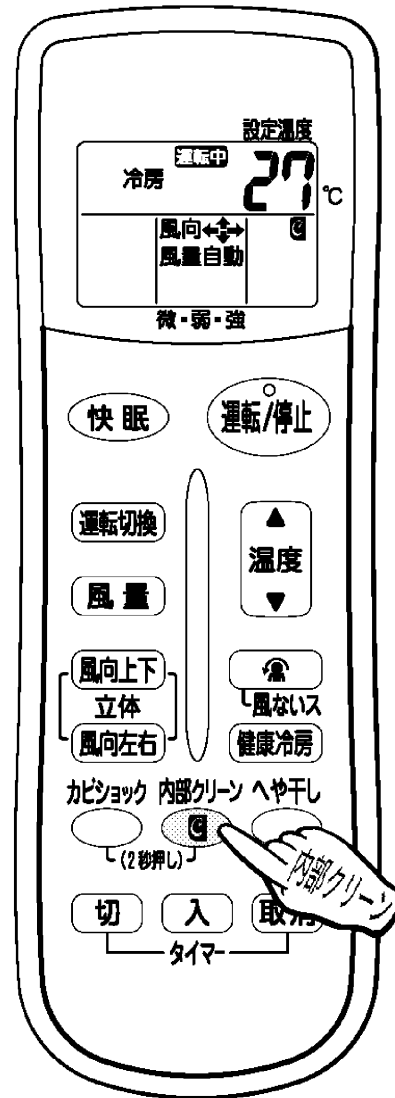 設定温度
運転中
冷房 27℃
風向
風量自動
微・弱・強
快眠
運転/停止
運転切換
温度
風量
風向上下
立体
風向左右
風ないス
健康冷房
カビショック 内部クリーン へや干し
(2秒押し)
内部クリーン
切 入 取消
タイマー